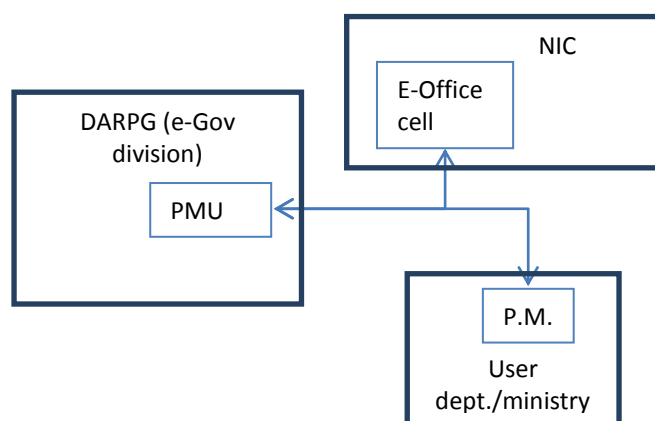 NIC
E-Office
cell
DARPG (e-Gov
division)
PMU
P.M.
User
dept./ministry